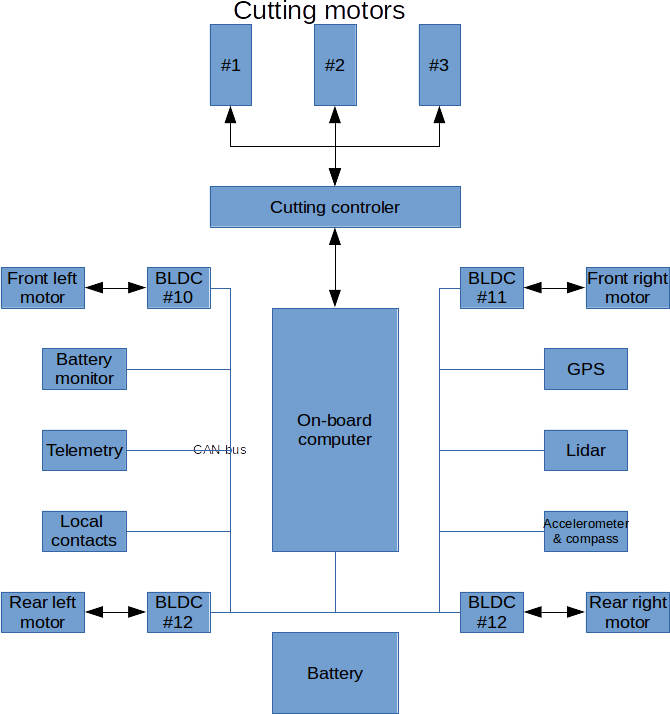 Cutting motors
#1
#2
#3
Cutting controler
Front left
motor
BLDC
#10
BLDC
#11
Front right
motor
Battery
monitor
GPS
On-board
computer
Telemetry
CAN bus
Lidar
Local
contacts
Accelerometer
& compass
Rear left
motor
BLDC
#12
BLDC
#12
Rear right
motor
Battery